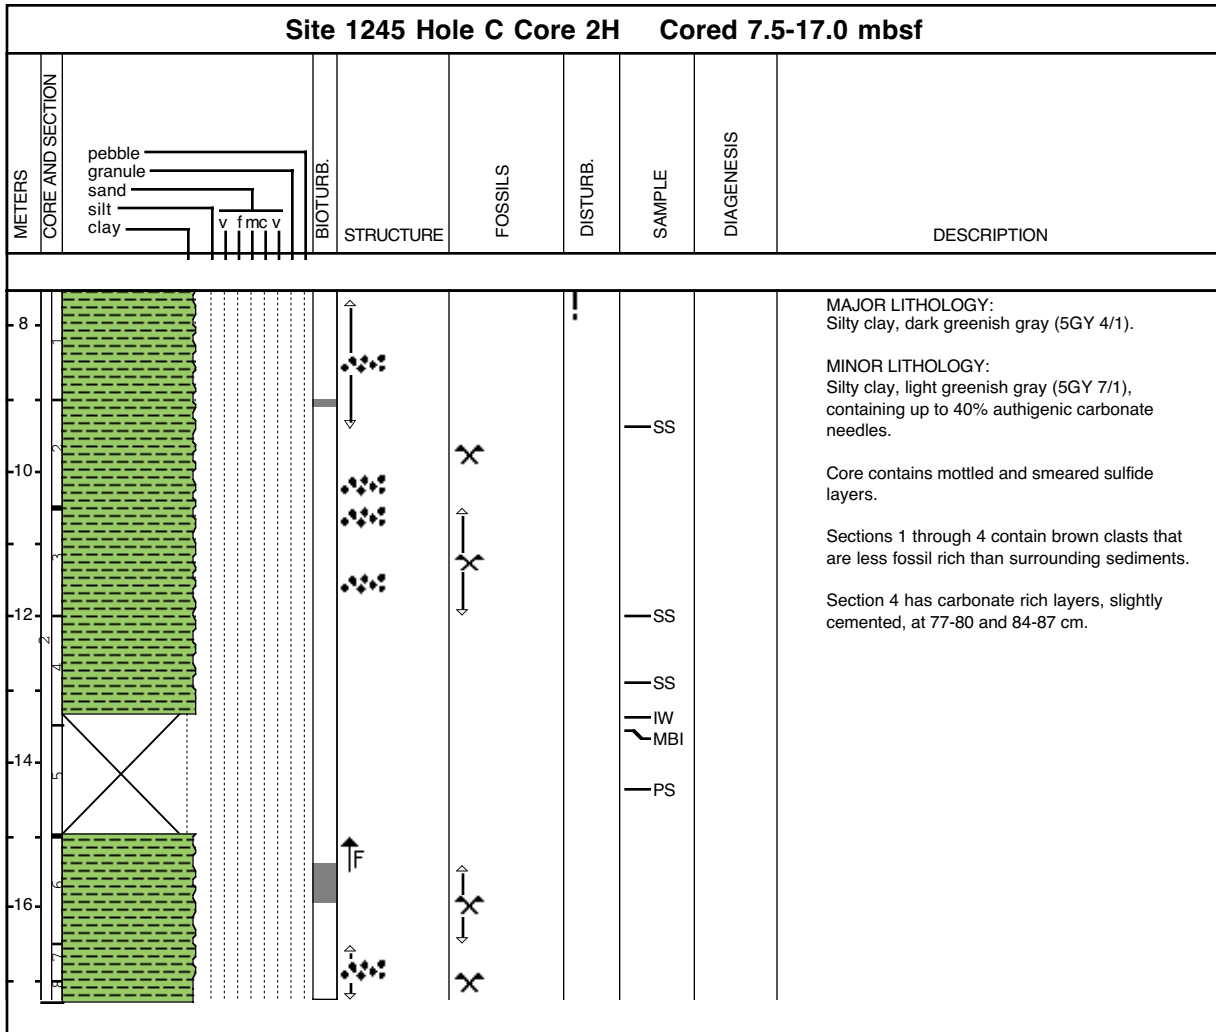 Site 1245 Hole C Core 2H Cored 7.5-17.0 mbsf
METERS
CORE AND SECTION
pebble
granule
sand
silt
clay
v f m c v
BIOTURB.
STRUCTURE
FOSSILS
DISTURB.
SAMPLE
DIAGENESIS
DESCRIPTION
8
10
12
14
16
2
1
2
3
4
5
6
7
8
F
SS
SS
SS
IW
MBI
PS
MAJOR LITHOLOGY:
Silty clay, dark greenish gray (5GY 4/1).
MINOR LITHOLOGY:
Silty clay, light greenish gray (5GY 7/1),
containing up to 40% authigenic carbonate
needles.
Core contains mottled and smeared sulfide
layers.
Sections 1 through 4 contain brown clasts that
are less fossil rich than surrounding sediments.
Section 4 has carbonate rich layers, slightly
cemented, at 77-80 and 84-87 cm.